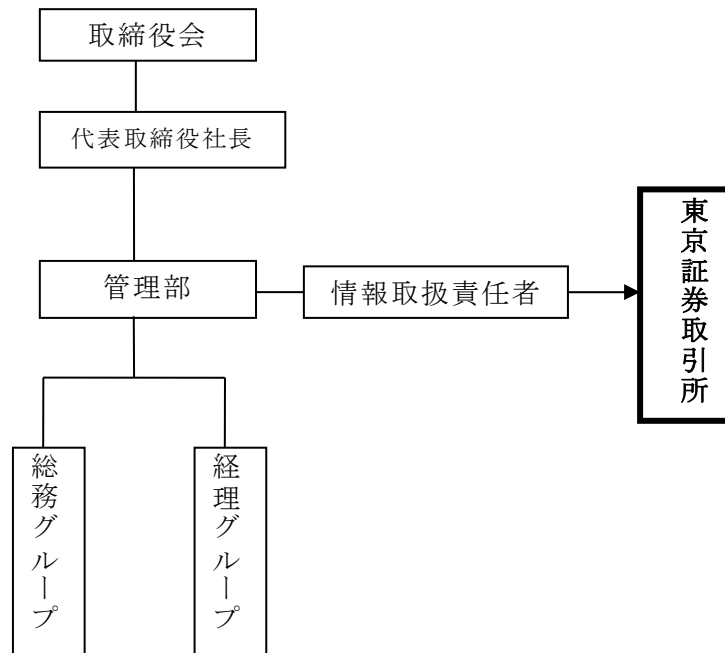 取締役会
代表取締役社長
管理部
情報取扱責任者
東京証券取引所
総務グループ
経理グループ